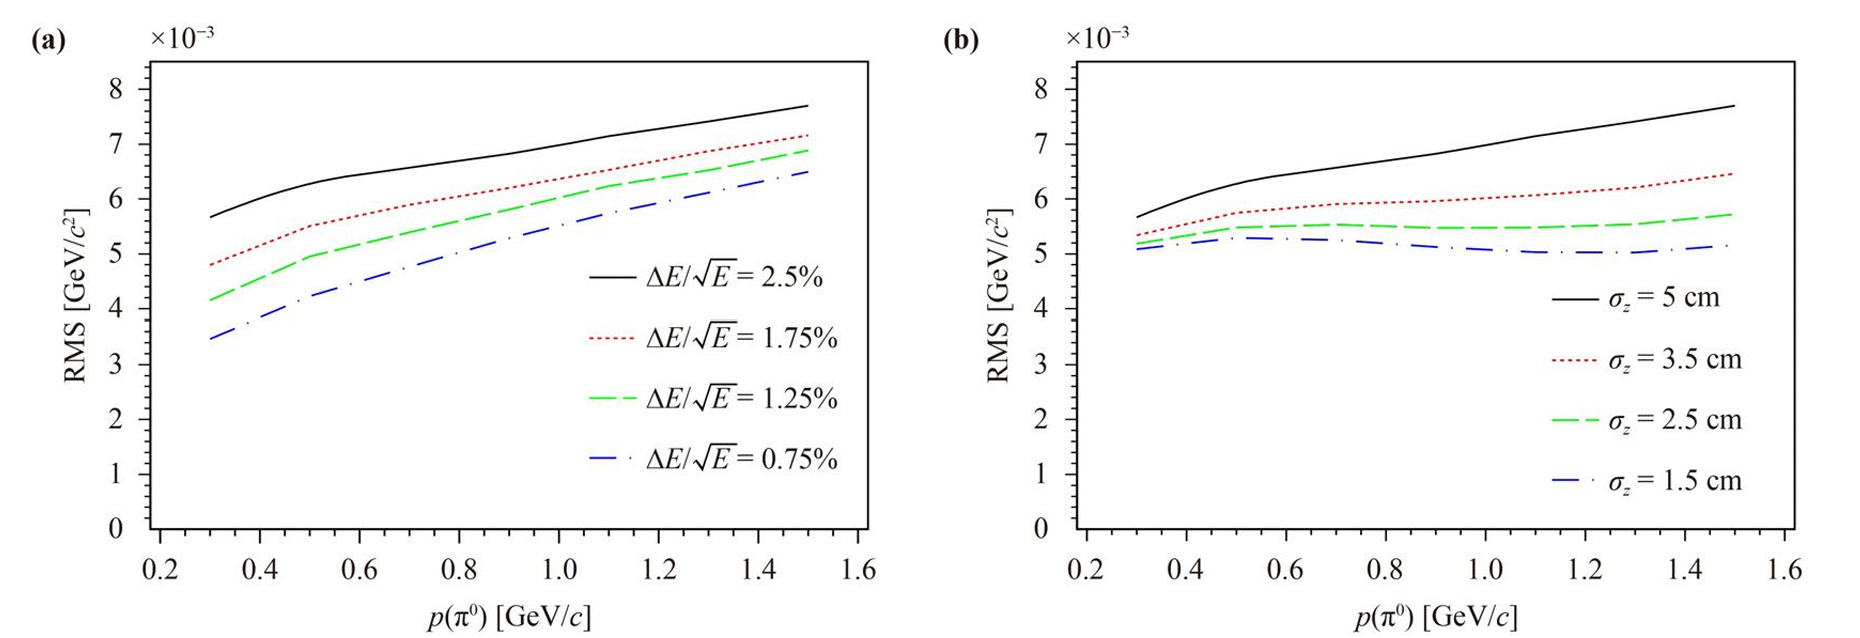 (a)
×10⁻³
RMS [GeV/c²]
8
7
6
5
4
3
2
1
0
ΔE/√E = 2.5%
ΔE/√E = 1.75%
ΔE/√E = 1.25%
ΔE/√E = 0.75%
0.2 0.4 0.6 0.8 1.0 1.2 1.4 1.6
p(π⁰) [GeV/c]
(b)
×10⁻³
RMS [GeV/c²]
8
7
6
5
4
3
2
1
0
σz = 5 cm
σz = 3.5 cm
σz = 2.5 cm
σz = 1.5 cm
0.2 0.4 0.6 0.8 1.0 1.2 1.4 1.6
p(π⁰) [GeV/c]